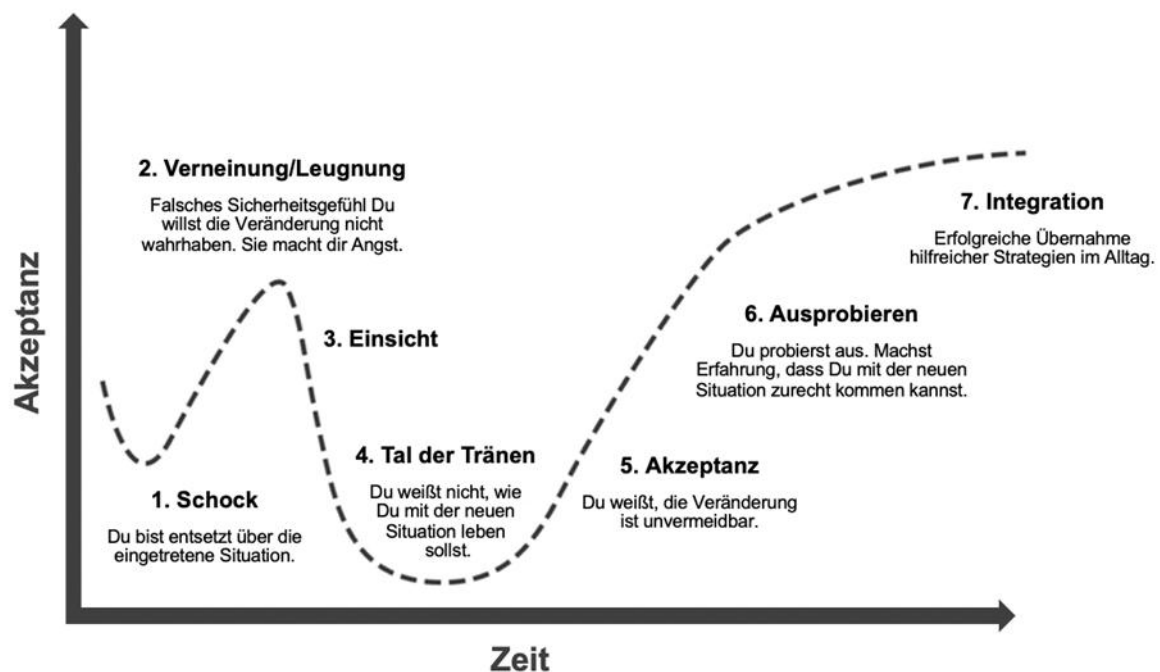 2. Verneinung/Leugnung
Falsches Sicherheitsgefühl Du
willst die Veränderung nicht
wahrhaben. Sie macht dir Angst.
7. Integration
Erfolgreiche Übernahme
hilfreicher Strategien im Alltag.
Akzeptanz
3. Einsicht
6. Ausprobieren
Du probierst aus. Machst
Erfahrung, dass Du mit der neuen
Situation zurecht kommen kannst.
4. Tal der Tränen
Du weißt nicht, wie
Du mit der neuen
Situation leben
sollst.
5. Akzeptanz
Du weißt, die Veränderung
ist unvermeidbar.
1. Schock
Du bist entsetzt über die
eingetretene Situation.
Zeit